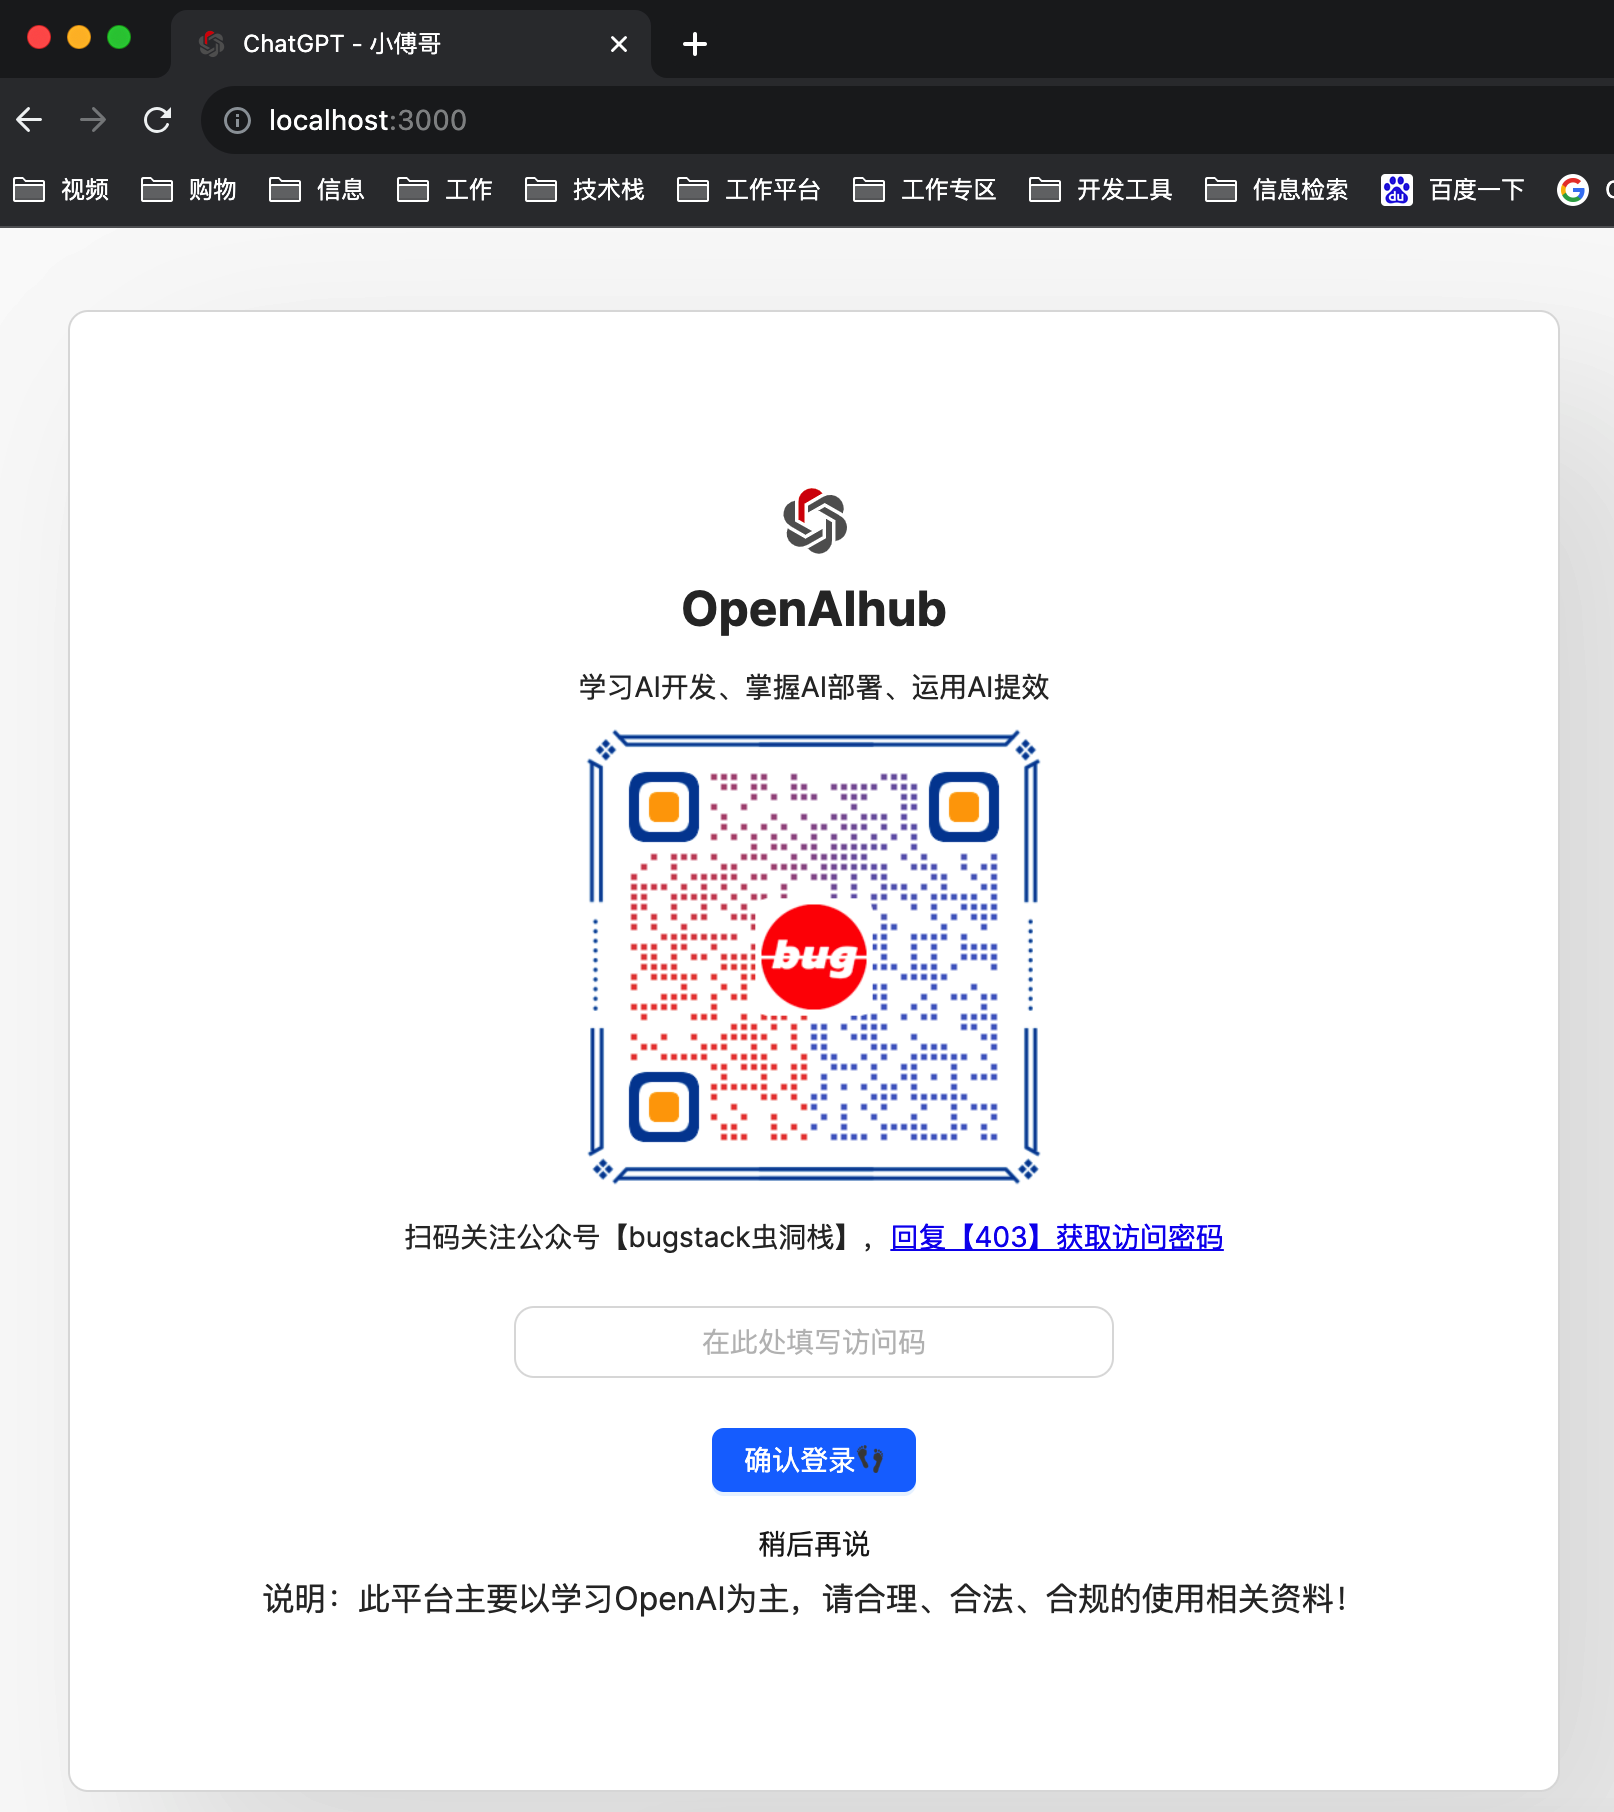 ChatGPT - 小傅哥
localhost:3000
视频 购物 信息 工作 技术栈 工作平台 工作专区 开发工具 信息检索 du 百度一下
OpenAIhub
学习AI开发、掌握AI部署、运用AI提效
bug
扫码关注公众号【bugstack虫洞栈】，回复【403】获取访问密码
在此处填写访问码
确认登录👣
稍后再说
说明：此平台主要以学习OpenAI为主，请合理、合法、合规的使用相关资料！